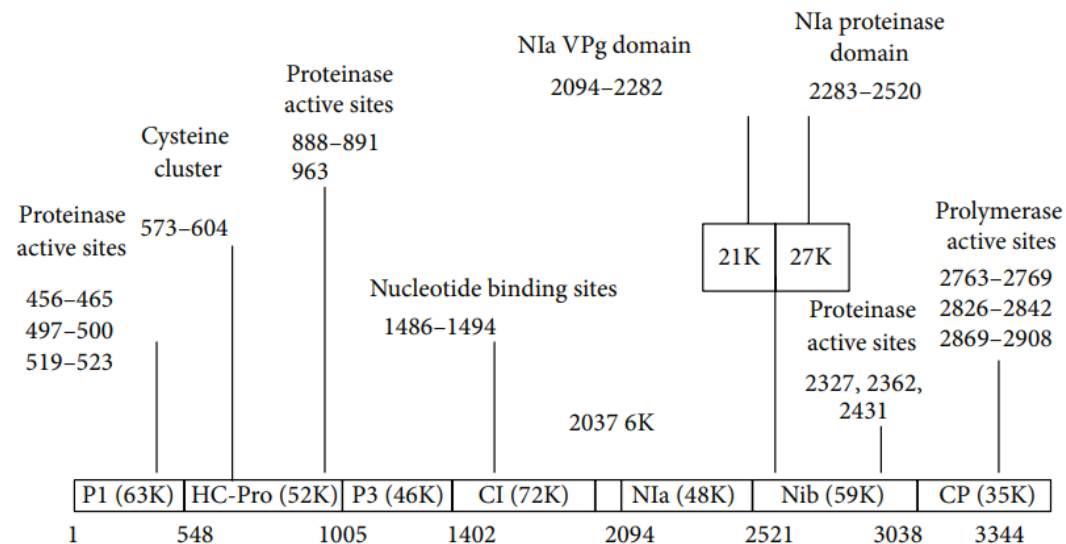 NIa VPg domain
2094–2282
NIa proteinase
domain
2283–2520
Proteinase
active sites
888–891
963
Cysteine
cluster
573–604
Proteinase
active sites
456–465
497–500
519–523
Nucleotide binding sites
1486–1494
2037 6K
21K
27K
Proteinase
active sites
2327, 2362,
2431
Prolymerase
active sites
2763–2769
2826–2842
2869–2908
P1 (63K) HC-Pro (52K) P3 (46K) CI (72K) NIa (48K) Nib (59K) CP (35K)
1 548 1005 1402 2094 2521 3038 3344